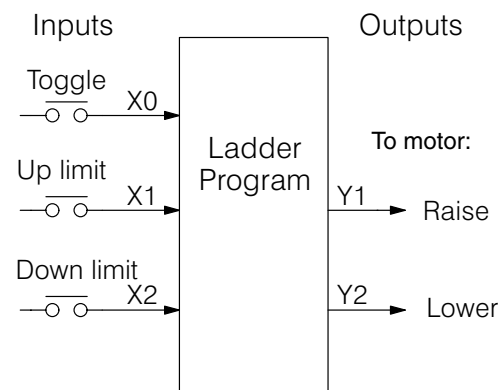 Inputs
Outputs
Toggle
X0
Ladder
Program
To motor:
Up limit
X1
Y1
Raise
Down limit
X2
Y2
Lower